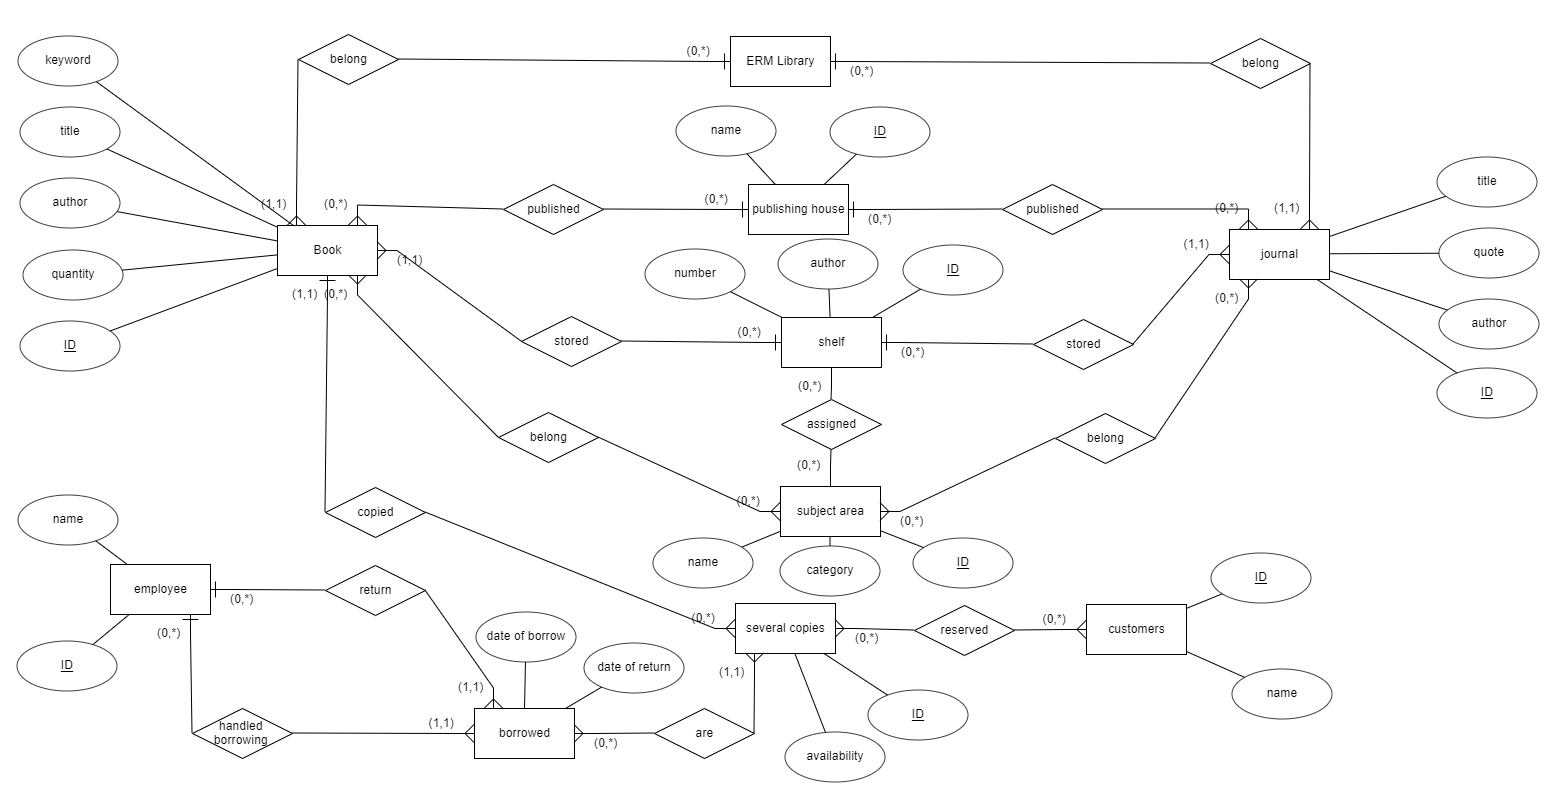 keyword
belong
(0,*)
ERM Library
(0,*)
belong
title
name
ID
author
(1,1)
(0,*)
published
(0,*)
publishing house
(0,*)
published
(0,*)
(1,1)
title
Book
(1,1)
(1,1)
journal
quote
quantity
number
author
ID
(1,1)
(0,*)
(0,*)
author
ID
stored
(0,*)
shelf
(0,*)
stored
(0,*)
assigned
ID
belong
(0,*)
belong
(0,*)
subject area
(0,*)
copied
name
name
category
ID
employee
(0,*)
return
ID
(0,*)
several copies
(0,*)
reserved
(0,*)
customers
(0,*)
date of borrow
ID
date of return
(1,1)
(1,1)
name
handled
borrowing
(1,1)
borrowed
(0,*)
are
ID
availability